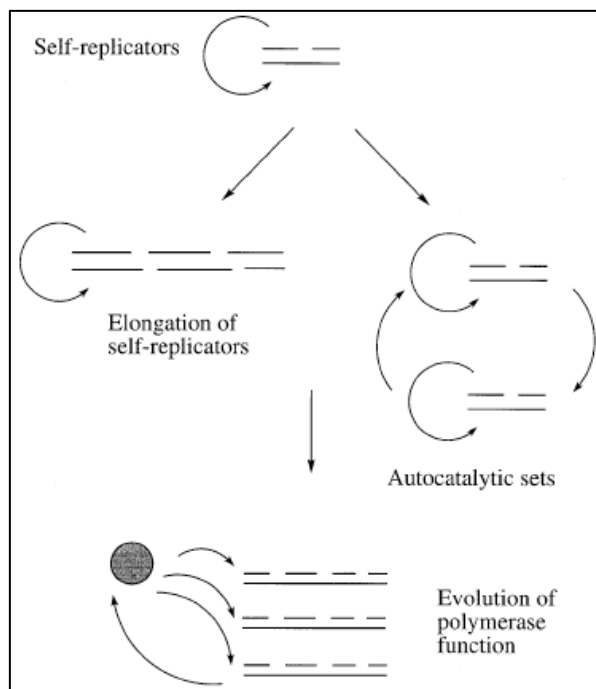 Self-replicators
Elongation of
self-replicators
Autocatalytic sets
Evolution of
polymerase
function